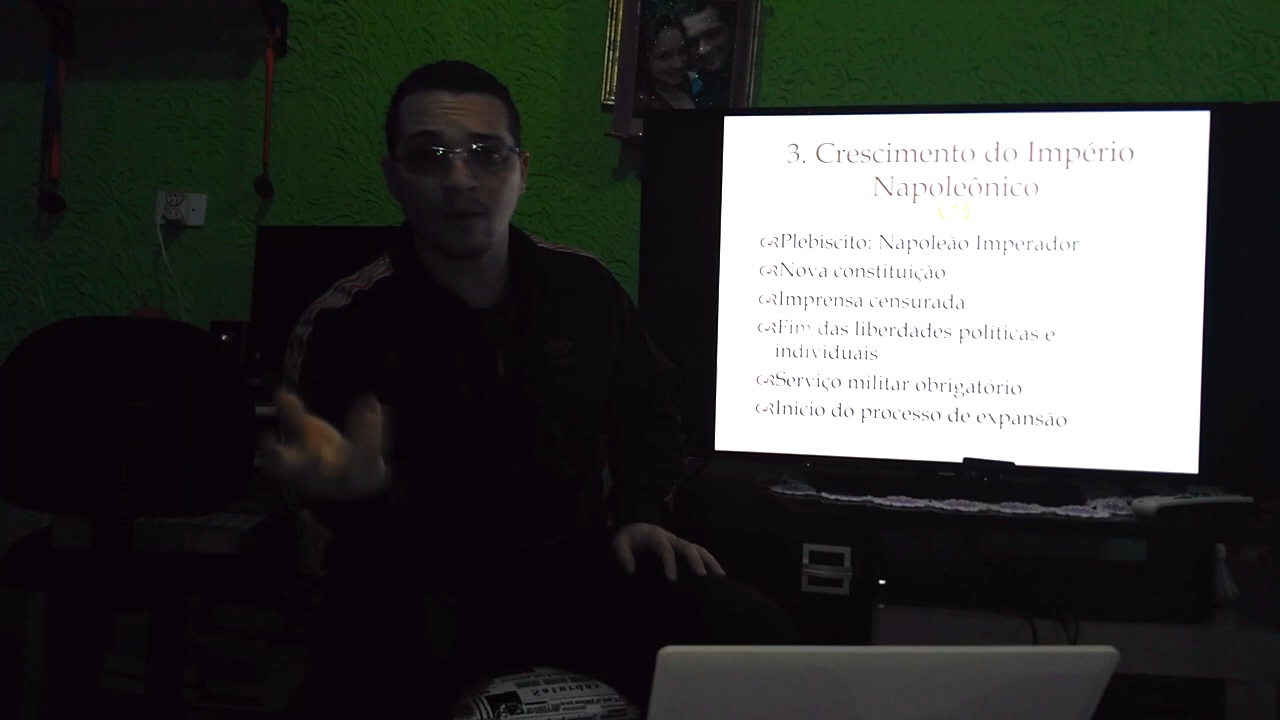 3. Crescimento do Império
Napoleônico
Plebiscito: Napoleão Imperador
Nova constituição
Imprensa censurada
Fim das liberdades políticas e
individuais
Serviço militar obrigatório
Início do processo de expansão
Saturday